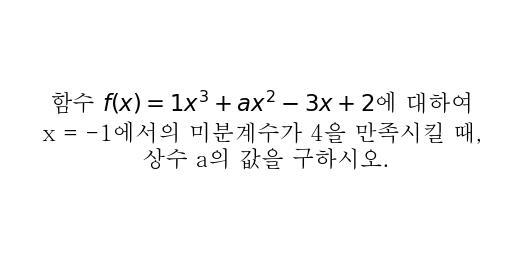 함수 f(x) = 1x³ + ax² − 3x + 2에 대하여
x = -1에서의 미분계수가 4을 만족시킬 때,
상수 a의 값을 구하시오.